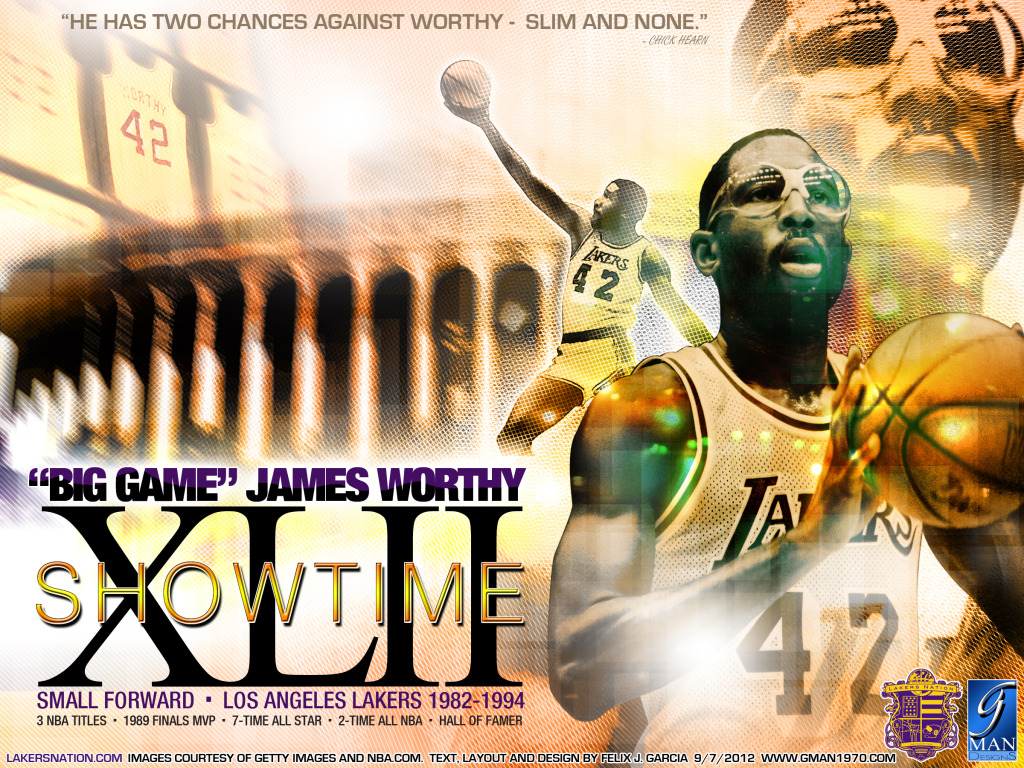 “HE HAS TWO CHANCES AGAINST WORTHY - SLIM AND NONE.”
- CHICK HEARN
WORTHY
42
LAKERS
42
LAKERS
42
“BIG GAME” JAMES WORTHY
XLII
SHOWTIME
SMALL FORWARD ▪ LOS ANGELES LAKERS 1982-1994
3 NBA TITLES • 1989 FINALS MVP • 7-TIME ALL STAR • 2-TIME ALL NBA • HALL OF FAMER
LAKERS NATION
G
MAN
DESIGNS
LAKERSNATION.COM IMAGES COURTESY OF GETTY IMAGES AND NBA.COM. TEXT, LAYOUT AND DESIGN BY FELIX J. GARCIA 9/7/2012 WWW.GMAN1970.COM